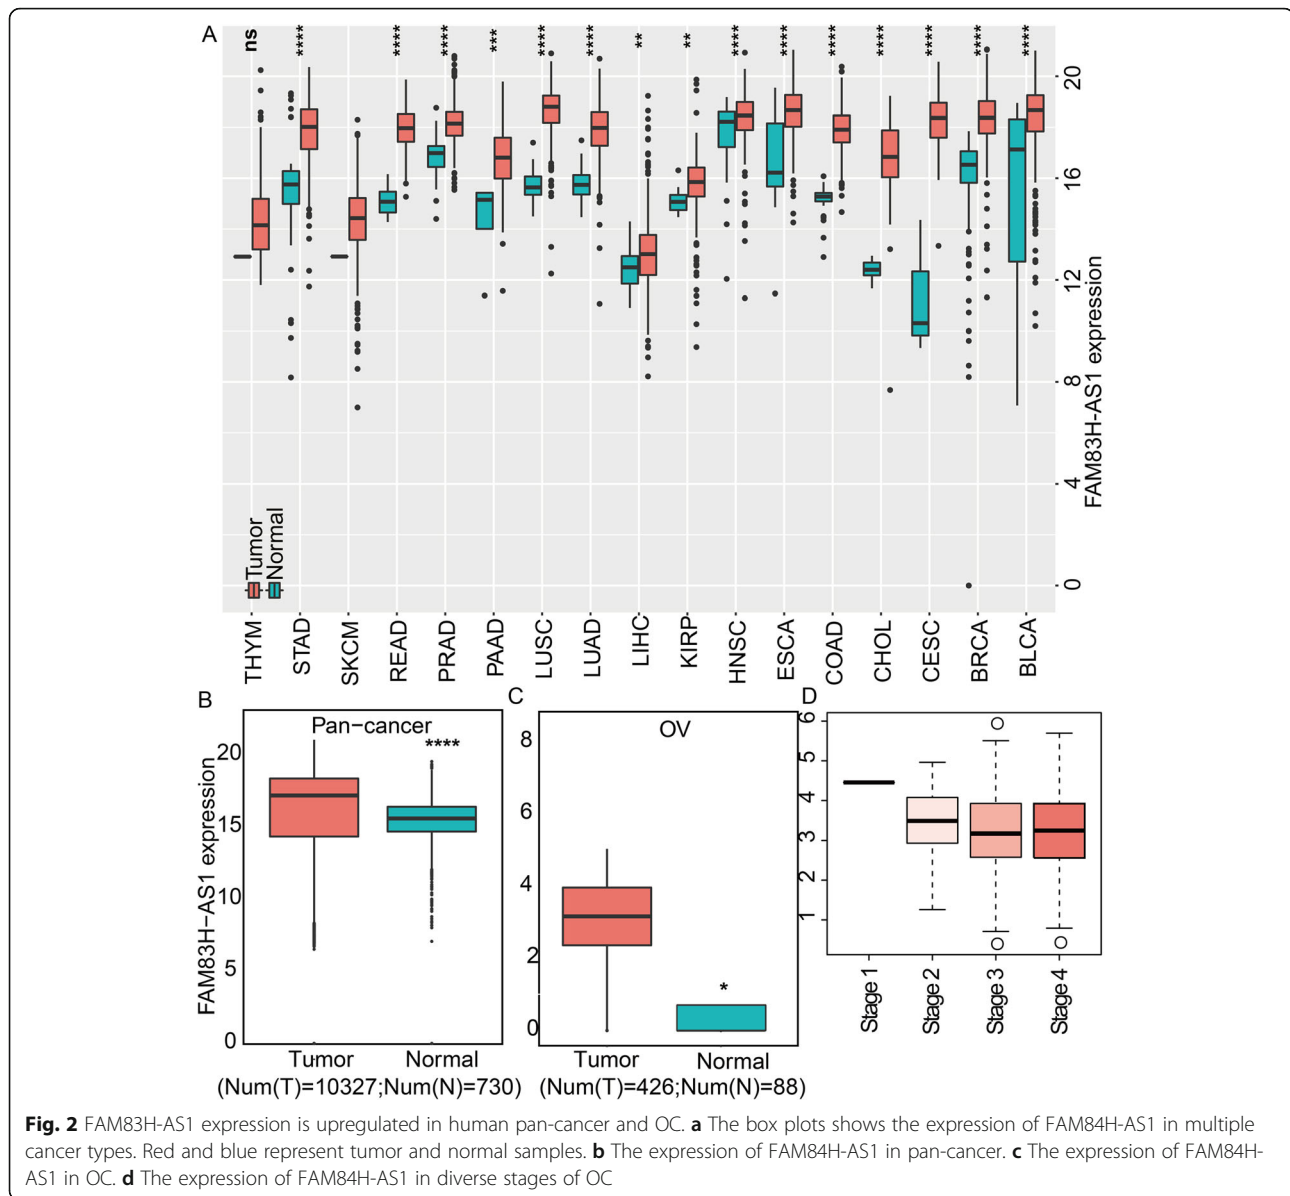 A
ns
****
****
****
***
****
****
**
**
****
****
****
****
****
****
****
20
16
12
8
4
0
FAM83H-AS1 expression
Tumor
Normal
THYM
STAD
SKCM
READ
PRAD
PAAD
LUSC
LUAD
LIHC
KIRP
HNSC
ESCA
COAD
CHOL
CESC
BRCA
BLCA
B
Pan-cancer
****
FAM83H-AS1 expression
20
15
10
5
0
Tumor
Normal
(Num(T)=10327;Num(N)=730)
C
OV
*
8
6
4
2
0
Tumor
Normal
(Num(T)=426;Num(N)=88)
D
6
5
4
3
2
1
Stage 1
Stage 2
Stage 3
Stage 4
Fig. 2 FAM83H-AS1 expression is upregulated in human pan-cancer and OC. a The box plots shows the expression of FAM84H-AS1 in multiple
cancer types. Red and blue represent tumor and normal samples. b The expression of FAM84H-AS1 in pan-cancer. c The expression of FAM84H-
AS1 in OC. d The expression of FAM84H-AS1 in diverse stages of OC